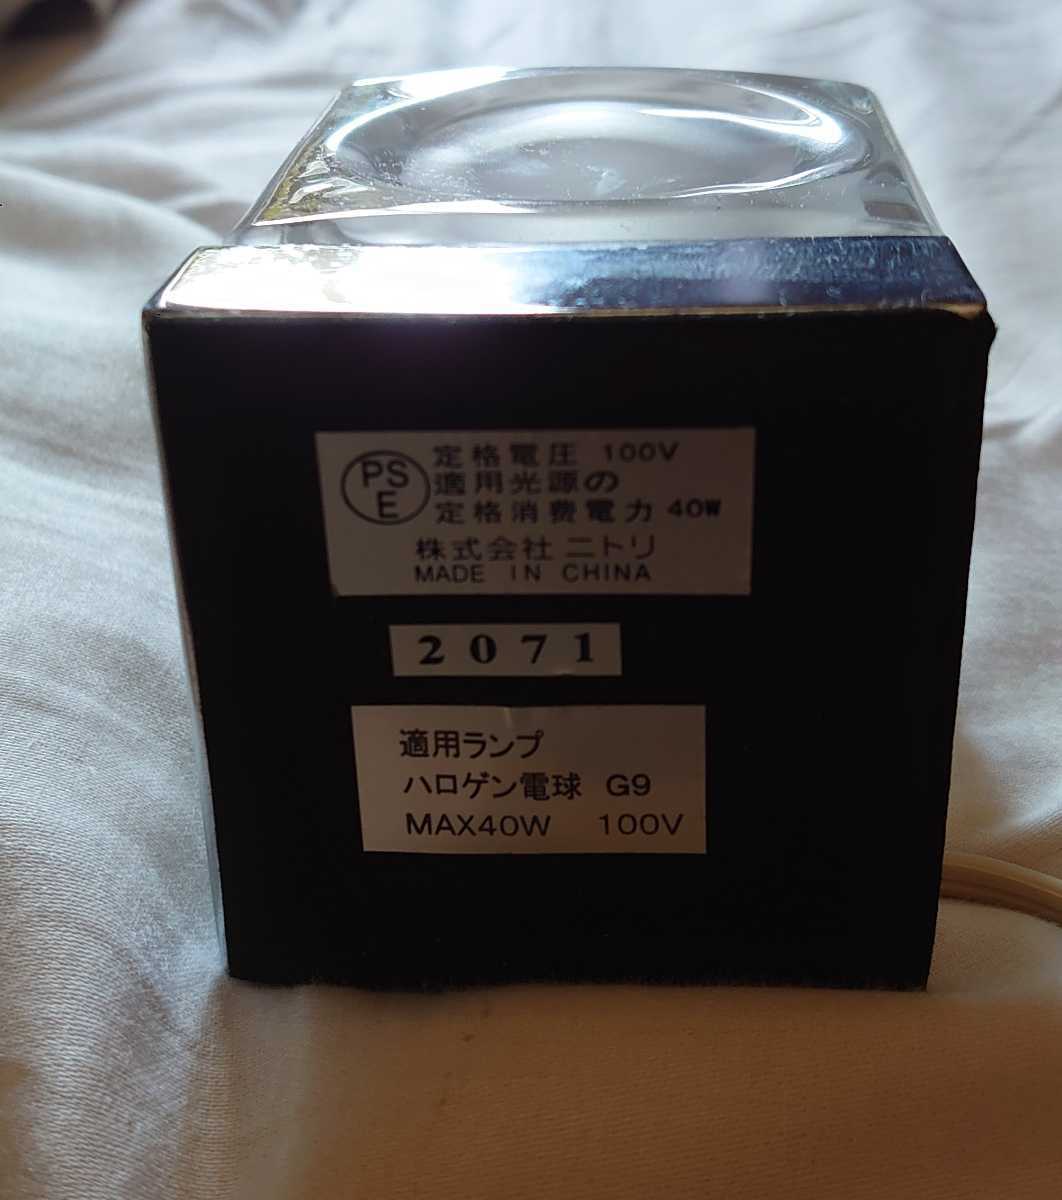 PS
E
定格電圧 100V
適用光源の
定格消費電力 40W
株式会社 ニトリ
MADE IN CHINA
2071
適用ランプ
ハロゲン電球 G9
MAX40W 100V